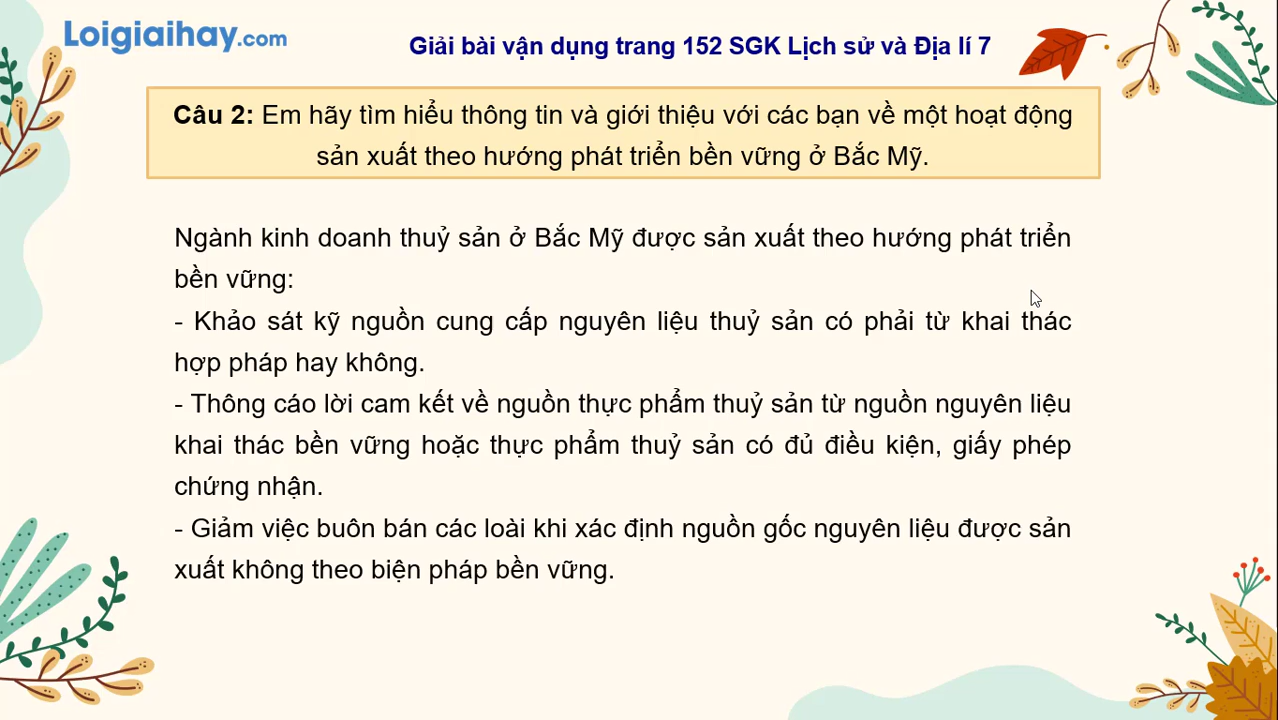 Loigiaihay.com
Giải bài vận dụng trang 152 SGK Lịch sử và Địa lí 7
Câu 2: Em hãy tìm hiểu thông tin và giới thiệu với các bạn về một hoạt động
sản xuất theo hướng phát triển bền vững ở Bắc Mỹ.
Ngành kinh doanh thuỷ sản ở Bắc Mỹ được sản xuất theo hướng phát triển
bền vững:
- Khảo sát kỹ nguồn cung cấp nguyên liệu thuỷ sản có phải từ khai thác
hợp pháp hay không.
- Thông cáo lời cam kết về nguồn thực phẩm thuỷ sản từ nguồn nguyên liệu
khai thác bền vững hoặc thực phẩm thuỷ sản có đủ điều kiện, giấy phép
chứng nhận.
- Giảm việc buôn bán các loài khi xác định nguồn gốc nguyên liệu được sản
xuất không theo biện pháp bền vững.